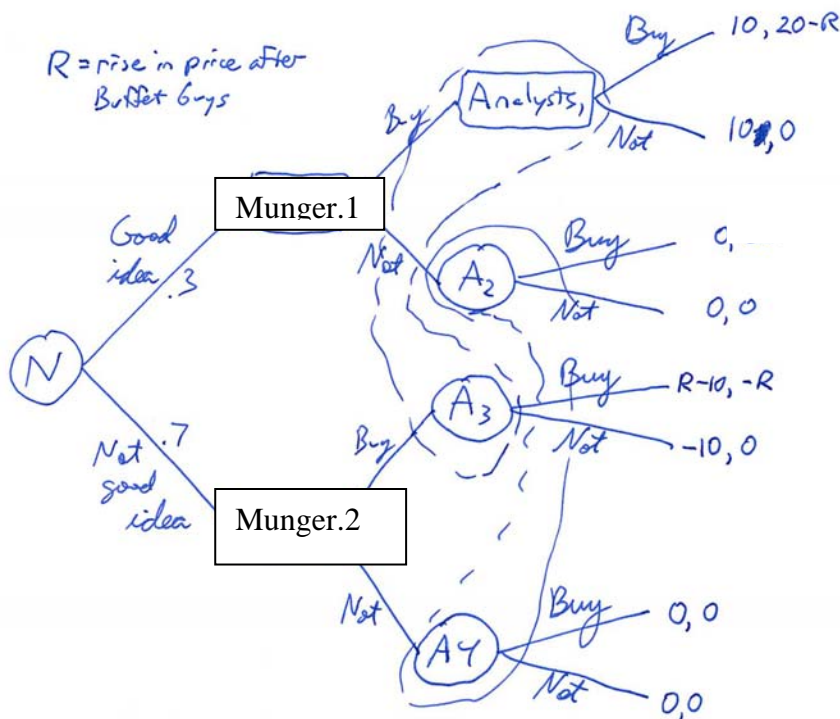 R = rise in price after
Buffet buys
Buy
10, 20-R
Analysts,
Buy
Not
10, 0
Munger.1
Good
idea
.3
Not
Buy
0,
A2
Not
0, 0
N
Buy
R-10, -R
A3
.7
Buy
Not
-10, 0
Not
good
idea
Munger.2
Not
Buy
0, 0
A4
Not
0,0